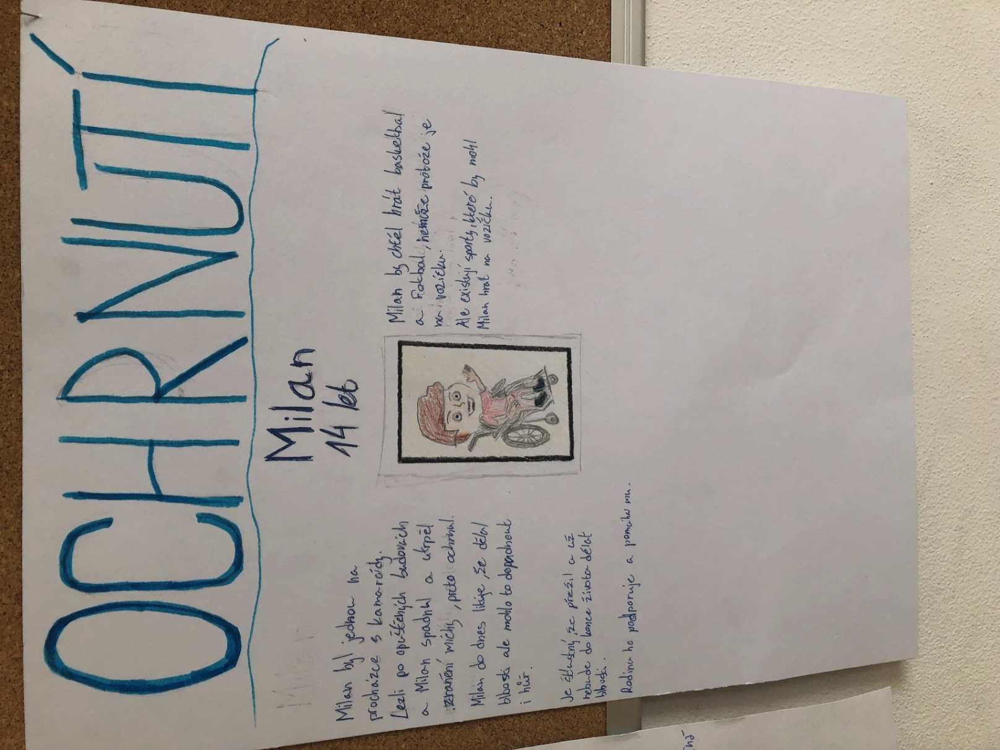 OCHRNUTÍ
Milan
14 let
Milan
Milan byl jednou na
procházce s kamarády.
Lezli po opuštěných budovách
a Milan spadnul a utrpěl
zranění míchy, proto ochrnul.
Milan do dnes lituje, že dělal
blbosti ale mohlo to dopadnout
i hůř.
Je šťastný, že přežil a už
nebude do konce života dělat
blbosti.
Rodina ho podporuje a pomáhá mu.
Milan by chtěl hrát basketbal
a fotbal, nemůže protože je
na vozíčku.
Ale existují sporty, které by mohl
Milan hrat na vozíčku.